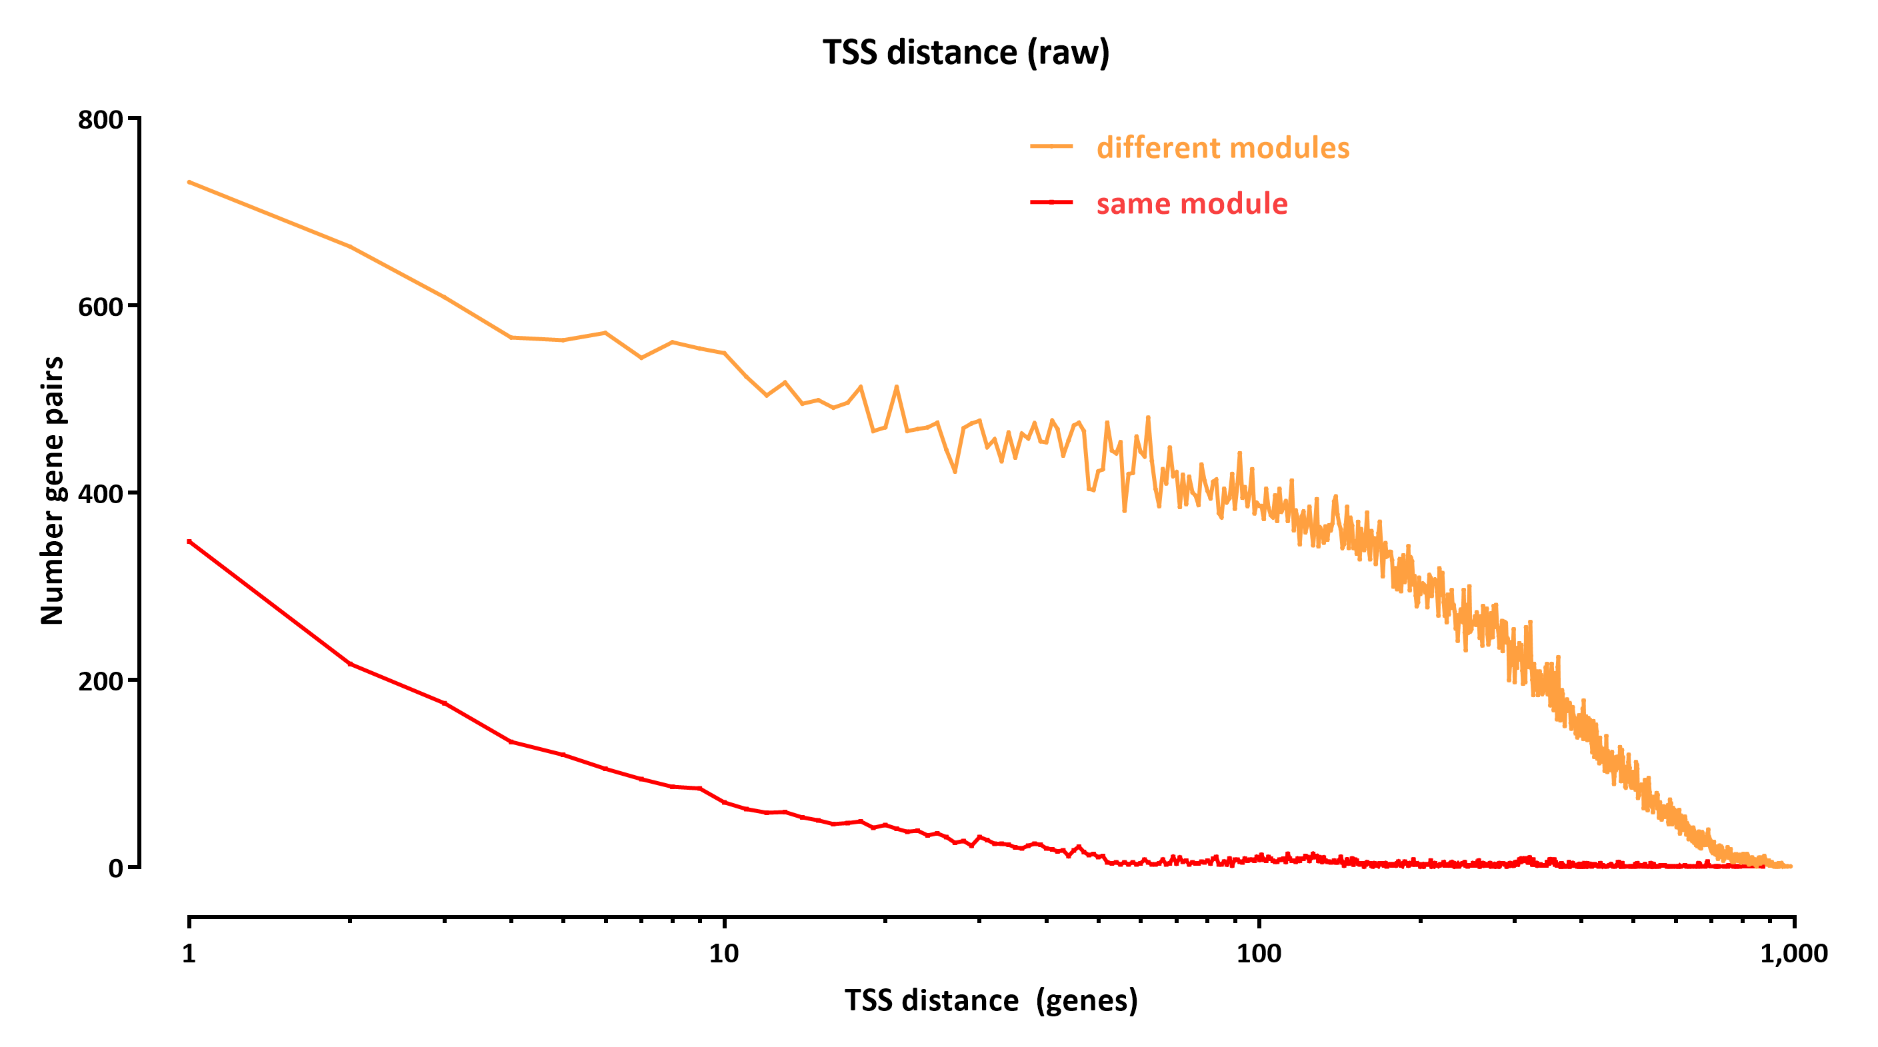 TSS distance (raw)
different modules
same module
Number gene pairs
800
600
400
200
0
1
10
100
1,000
TSS distance (genes)